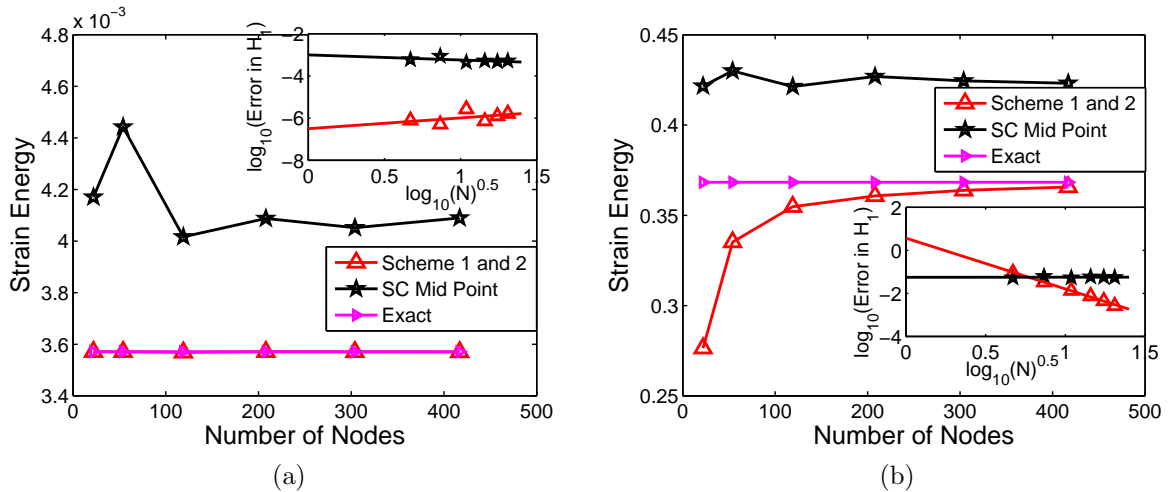 x 10^−3
4.8
4.6
4.4
4.2
4
3.8
3.6
3.4
0
100
200
300
400
500
Strain Energy
Number of Nodes
−2
−4
−6
−8
0
0.5
1
1.5
log10(Error in H1)
log10(N)^0.5
Scheme 1 and 2
SC Mid Point
Exact
(a)
0.45
0.4
0.35
0.3
0.25
0
100
200
300
400
500
Strain Energy
Number of Nodes
Scheme 1 and 2
SC Mid Point
Exact
2
0
−2
−4
0
0.5
1
1.5
log10(Error in H1)
log10(N)^0.5
(b)